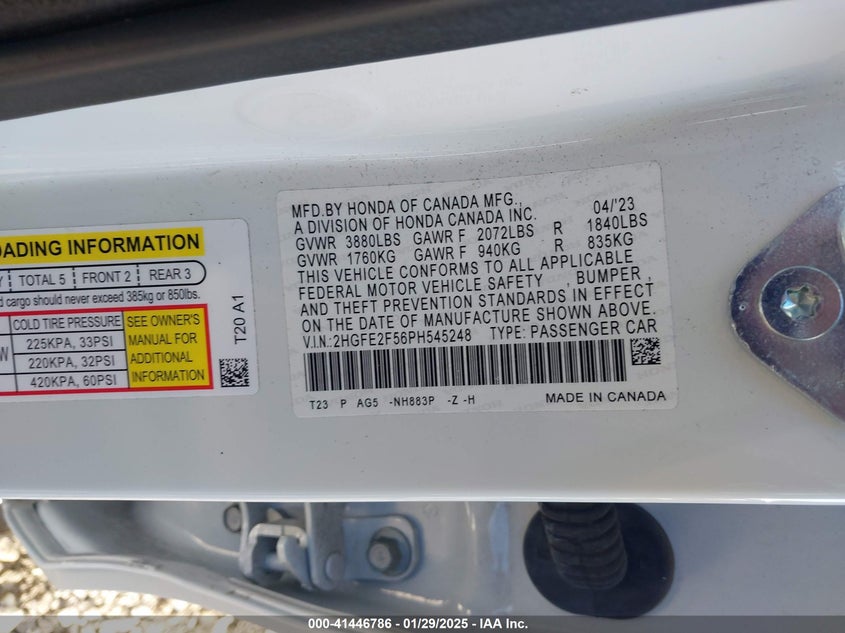 OADING INFORMATION
Y TOTAL 5 FRONT 2 REAR 3
d cargo should never exceed 385kg or 850lbs.
COLD TIRE PRESSURE
W 225KPA, 33PSI
220KPA, 32PSI
420KPA, 60PSI
SEE OWNER'S
MANUAL FOR
ADDITIONAL
INFORMATION
T20 A1
MFD.BY HONDA OF CANADA MFG., 04/'23
A DIVISION OF HONDA CANADA INC.
GVWR 3880LBS GAWR F 2072LBS R 1840LBS
GVWR 1760KG GAWR F 940KG R 835KG
THIS VEHICLE CONFORMS TO ALL APPLICABLE
FEDERAL MOTOR VEHICLE SAFETY , BUMPER ,
AND THEFT PREVENTION STANDARDS IN EFFECT
ON THE DATE OF MANUFACTURE SHOWN ABOVE.
V.I.N.:2HGFE2F56PH545248 TYPE: PASSENGER CAR
T23 P AG5 -NH883P -Z -H MADE IN CANADA
000-41446786 - 01/29/2025 - IAA Inc.